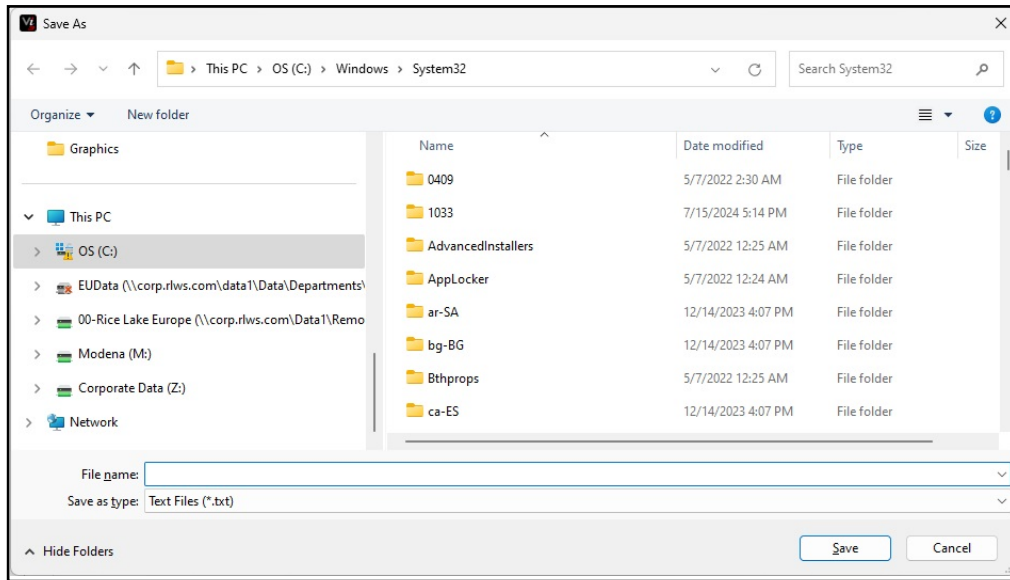 Vi Save As
This PC > OS (C:) > Windows > System32 Search System32
Organize New folder
Graphics
This PC
OS (C:)
EUData (\\corp.rlws.com\data1\Data\Departments\
00-Rice Lake Europe (\\corp.rlws.com\Data1\Remo
Modena (M:)
Corporate Data (Z:)
Network
Name Date modified Type Size
0409 5/7/2022 2:30 AM File folder
1033 7/15/2024 5:14 PM File folder
AdvancedInstallers 5/7/2022 12:25 AM File folder
AppLocker 5/7/2022 12:24 AM File folder
ar-SA 12/14/2023 4:07 PM File folder
bg-BG 12/14/2023 4:07 PM File folder
Bthprops 5/7/2022 12:25 AM File folder
ca-ES 12/14/2023 4:07 PM File folder
File name:
Save as type: Text Files (*.txt)
Hide Folders Save Cancel